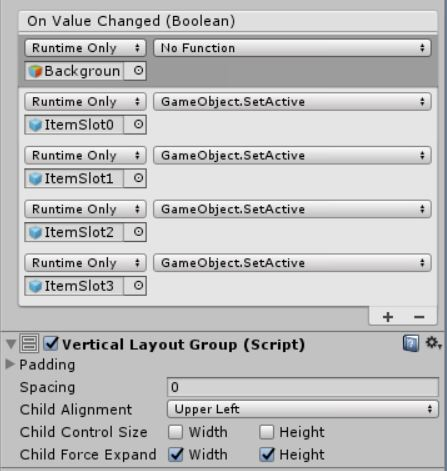 On Value Changed (Boolean)
Runtime Only No Function
Backgroun
Runtime Only GameObject.SetActive
ItemSlot0
Runtime Only GameObject.SetActive
ItemSlot1
Runtime Only GameObject.SetActive
ItemSlot2
Runtime Only GameObject.SetActive
ItemSlot3
+ −
Vertical Layout Group (Script)
Padding
Spacing 0
Child Alignment Upper Left
Child Control Size Width Height
Child Force Expand Width Height